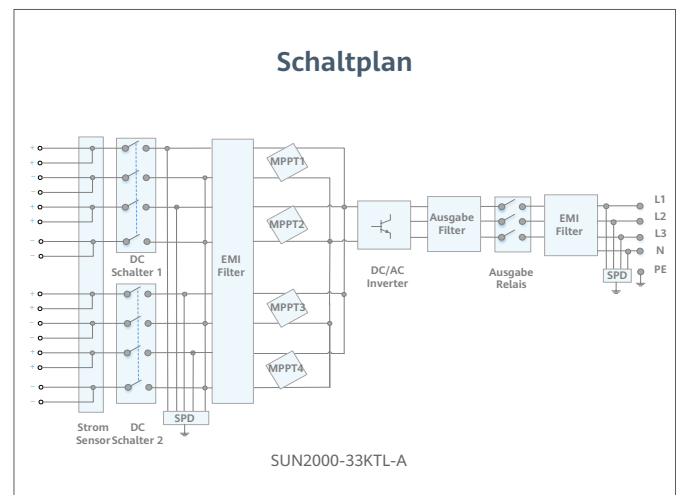 Schaltplan
+
+
−
−
+
+
−
−
DC
Schalter 1
+
+
−
−
+
+
−
−
Strom
Sensor
DC
Schalter 2
SPD
EMI
Filter
MPPT1
MPPT2
MPPT3
MPPT4
DC/AC
Inverter
Ausgabe
Filter
Ausgabe
Relais
EMI
Filter
SPD
L1
L2
L3
N
PE
SUN2000-33KTL-A